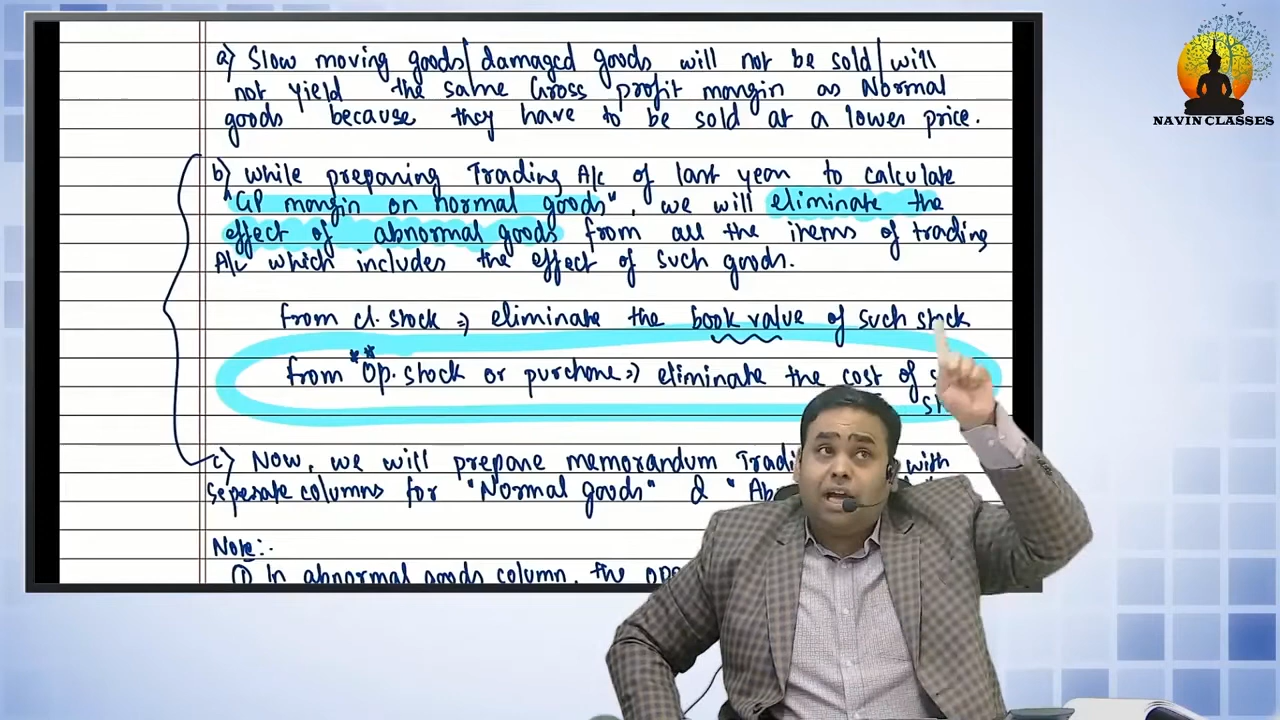 a) Slow moving goods/damaged goods will not be sold/will
not yield the same Gross profit margin as Normal
goods because they have to be sold at a lower price.
b) While preparing Trading A/c of last year to calculate
"GP margin on normal goods", we will eliminate the
effect of abnormal goods from all the items of trading
A/c which includes the effect of such goods.
from cl. stock ⇒ eliminate the book value of such stock
from **Op. stock or purchase ⇒ eliminate the cost of
c) Now, we will prepare memorandum with
seperate columns for "Normal goods" & "
Note:-
① In abnormal goods column, the
NAVIN CLASSES